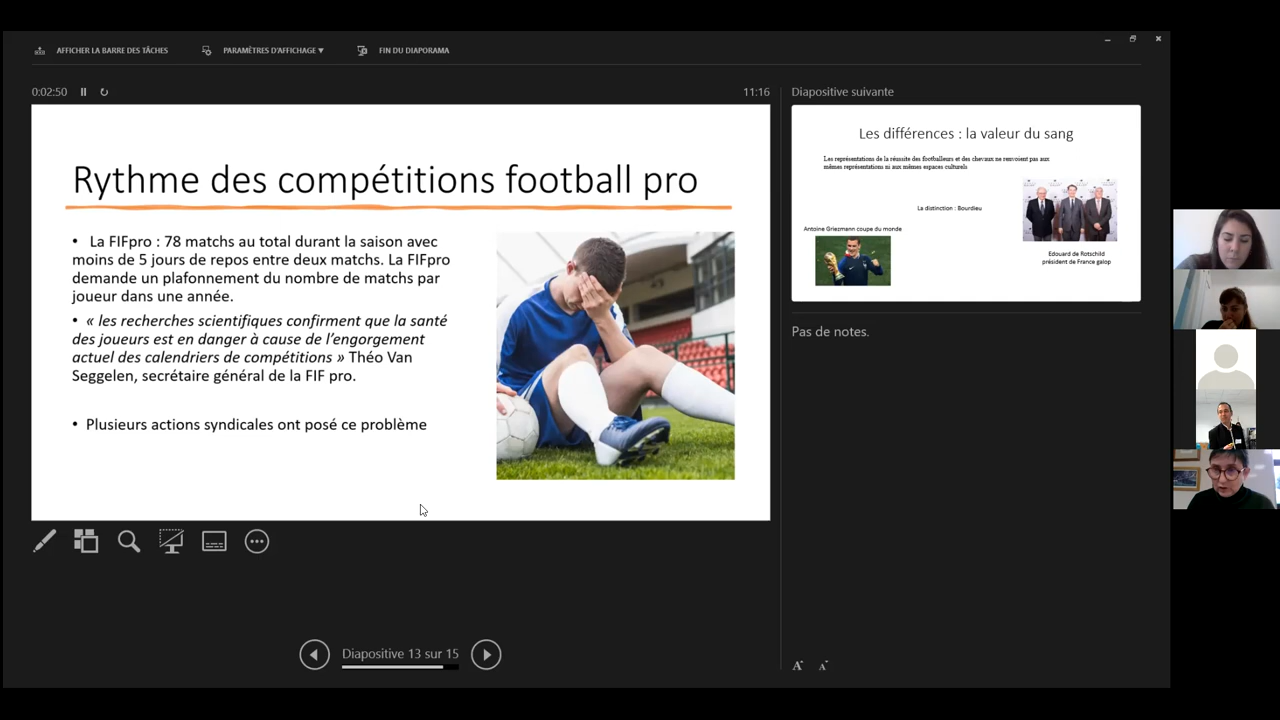 AFFICHER LA BARRE DES TÂCHES
PARAMÈTRES D'AFFICHAGE ▼
FIN DU DIAPORAMA
0:02:50
11:16
Rythme des compétitions football pro
• La FIFpro : 78 matchs au total durant la saison avec
moins de 5 jours de repos entre deux matchs. La FIFpro
demande un plafonnement du nombre de matchs par
joueur dans une année.
• « les recherches scientifiques confirment que la santé
des joueurs est en danger à cause de l'engorgement
actuel des calendriers de compétitions » Théo Van
Seggelen, secrétaire général de la FIF pro.
• Plusieurs actions syndicales ont posé ce problème
Diapositive 13 sur 15
Diapositive suivante
Les différences : la valeur du sang
Les représentations de la réussite des footballeurs et des chevaux ne renvoient pas aux
mêmes représentations ni aux mêmes espaces culturels
La distinction : Bourdieu
Antoine Griezmann coupe du monde
Edouard de Rotschild
président de France galop
Pas de notes.
A
A